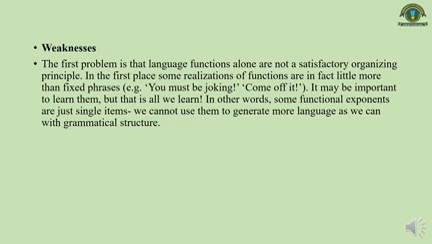 • Weaknesses
• The first problem is that language functions alone are not a satisfactory organizing
principle. In the first place some realizations of functions are in fact little more
than fixed phrases (e.g. ‘You must be joking!’ ‘Come off it!’). It may be important
to learn them, but that is all we learn! In other words, some functional exponents
are just single items- we cannot use them to generate more language as we can
with grammatical structure.